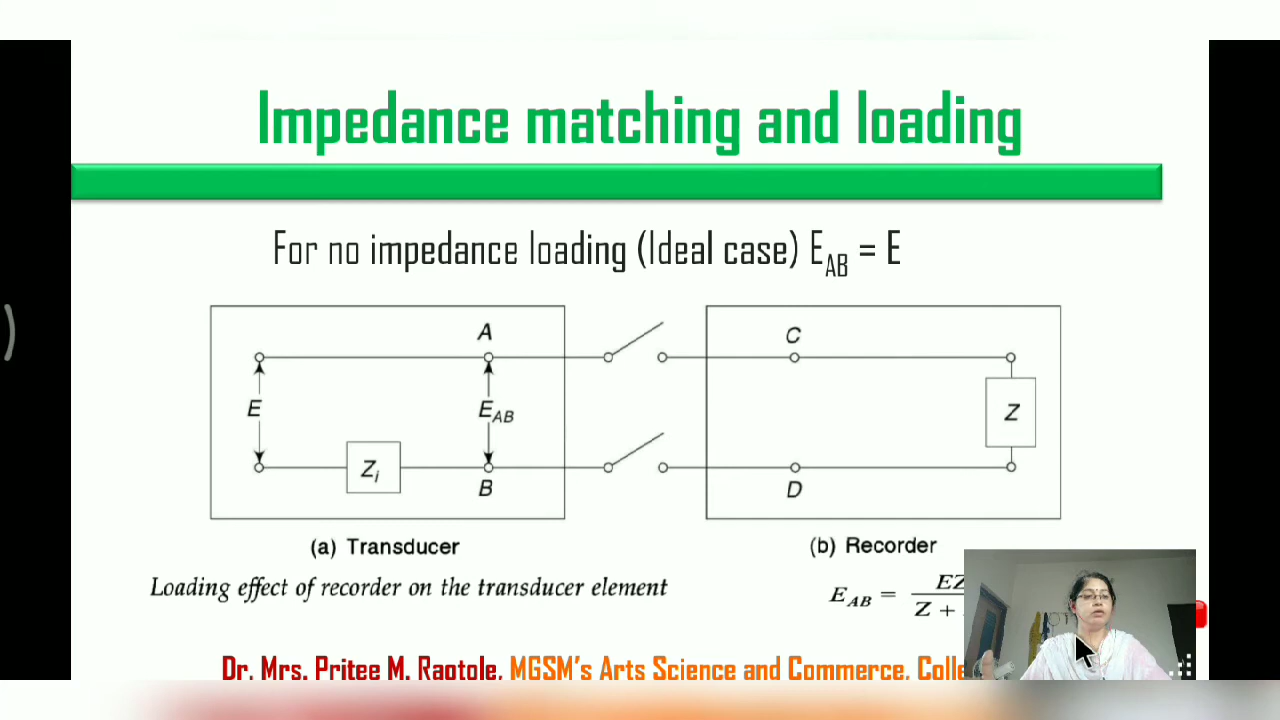 Impedance matching and loading
For no impedance loading (Ideal case) E_AB = E
A
C
E
E_AB
Z
Z_i
B
D
(a) Transducer
(b) Recorder
Loading effect of recorder on the transducer element
E_AB = EZ
Z +
Dr. Mrs. Pritee M. Raotole, MGSM's Arts Science and Commerce, Colle